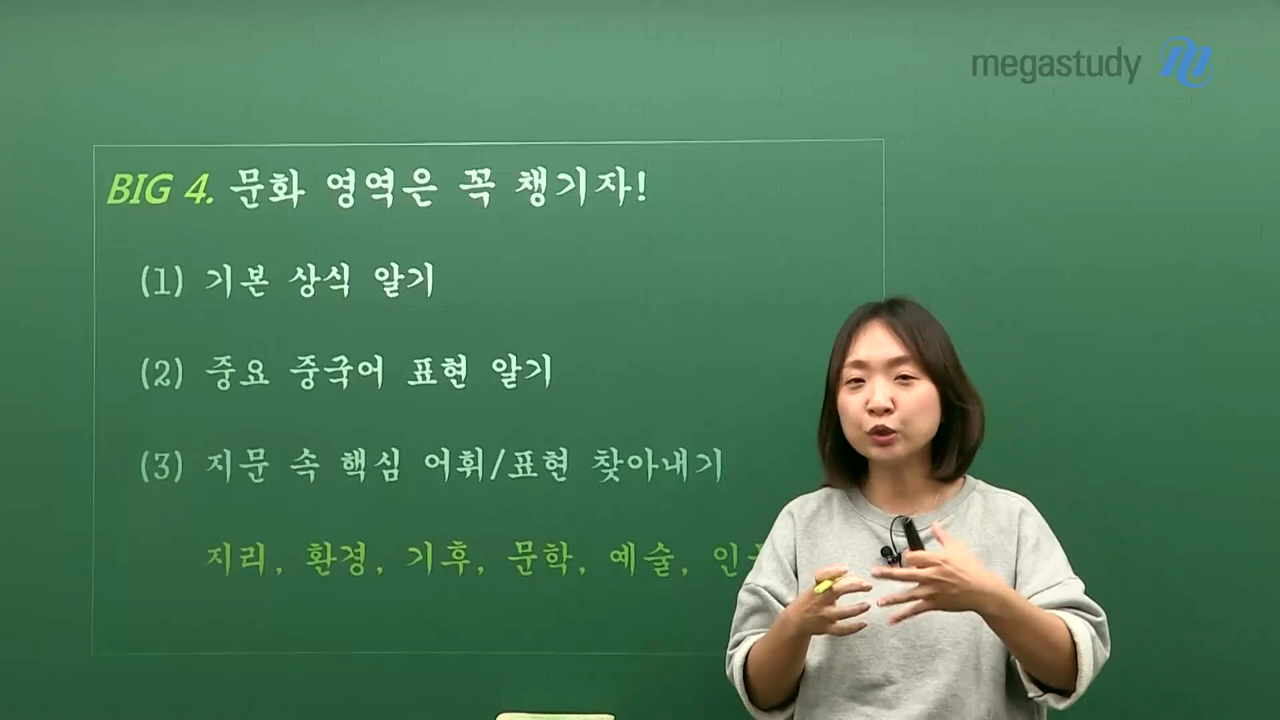 megastudy
BIG 4. 문화 영역은 꼭 챙기자!
(1) 기본 상식 알기
(2) 중요 중국어 표현 알기
(3) 지문 속 핵심 어휘/표현 찾아내기
지리, 환경, 기후, 문학, 예술,